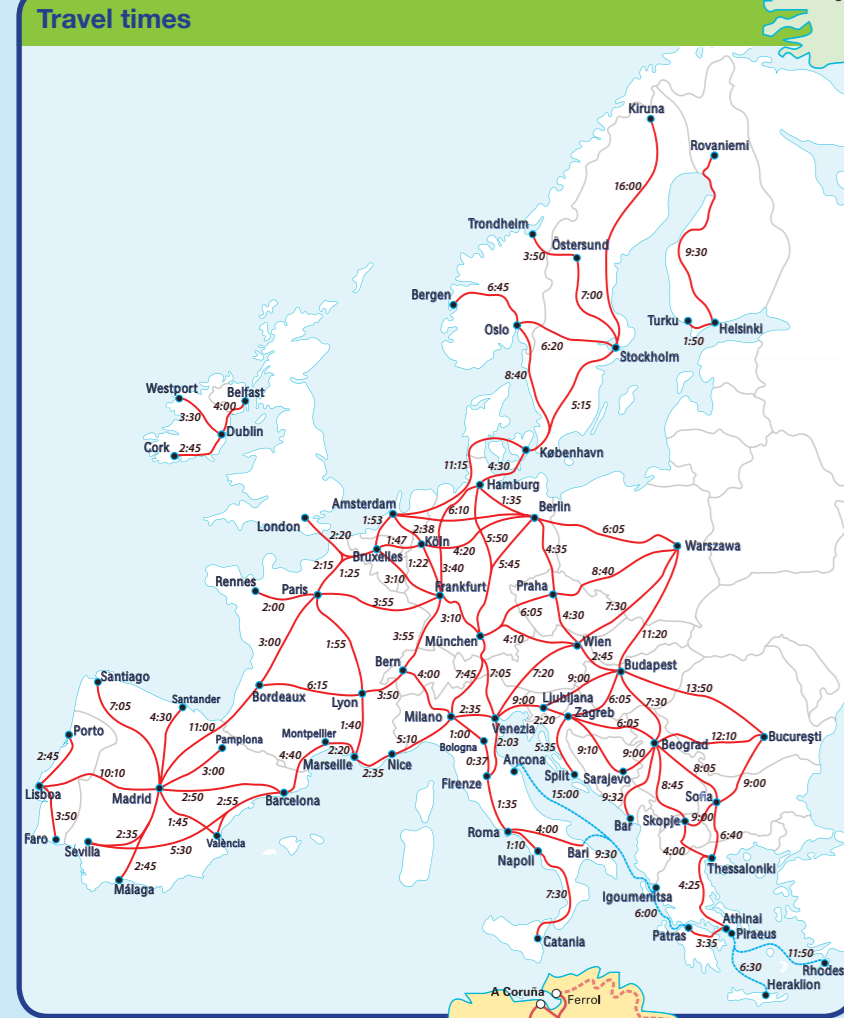 Travel times
Kiruna
Rovaniemi
16:00
Trondheim
Östersund
3:50
9:30
6:45
7:00
Bergen
Oslo
Turku
Helsinki
1:50
6:20
Stockholm
8:40
Westport
Belfast
4:00
3:30
5:15
Dublin
Cork
2:45
København
11:15
4:30
Hamburg
1:35
Amsterdam
6:10
Berlin
London
1:53
2:38
6:05
2:20
1:47
Köln
5:50
Warszawa
Bruxelles
4:20
4:35
2:15
1:25
1:22
3:40
5:45
8:40
Rennes
Paris
3:10
Frankfurt
Praha
2:00
3:55
3:10
6:05
4:30
7:30
3:00
1:55
3:55
München
4:10
Wien
11:20
2:45
Bern
4:00
7:45
7:05
7:20
9:00
Budapest
Santiago
6:15
3:50
13:50
Bordeaux
Lyon
7:05
Santander
9:00
Ljubljana
6:05
7:30
4:30
11:00
Milano
2:35
Venezia
2:20
Zagreb
6:05
Porto
Pamplona
Montpellier
1:40
5:10
1:00
Bologna
2:03
5:35
9:10
9:00
Beograd
12:10
Bucureşti
2:45
4:40
2:20
Ancona
10:10
3:00
Marseille
2:35
Nice
0:37
Split
Sarajevo
8:05
Lisboa
Madrid
2:50
2:55
Barcelona
Firenze
15:00
9:32
8:45
Sofia
9:00
3:50
1:45
1:35
Bar
Skopje
9:00
Faro
Sevilla
2:35
València
Roma
4:00
6:40
5:30
1:10
Bari
9:30
4:00
2:45
Napoli
Thessaloniki
Málaga
7:30
Igoumenitsa
4:25
6:00
Athinai
Patras
Piraeus
3:35
Catania
11:50
6:30
Rhodes
Heraklion
A Coruña
Ferrol